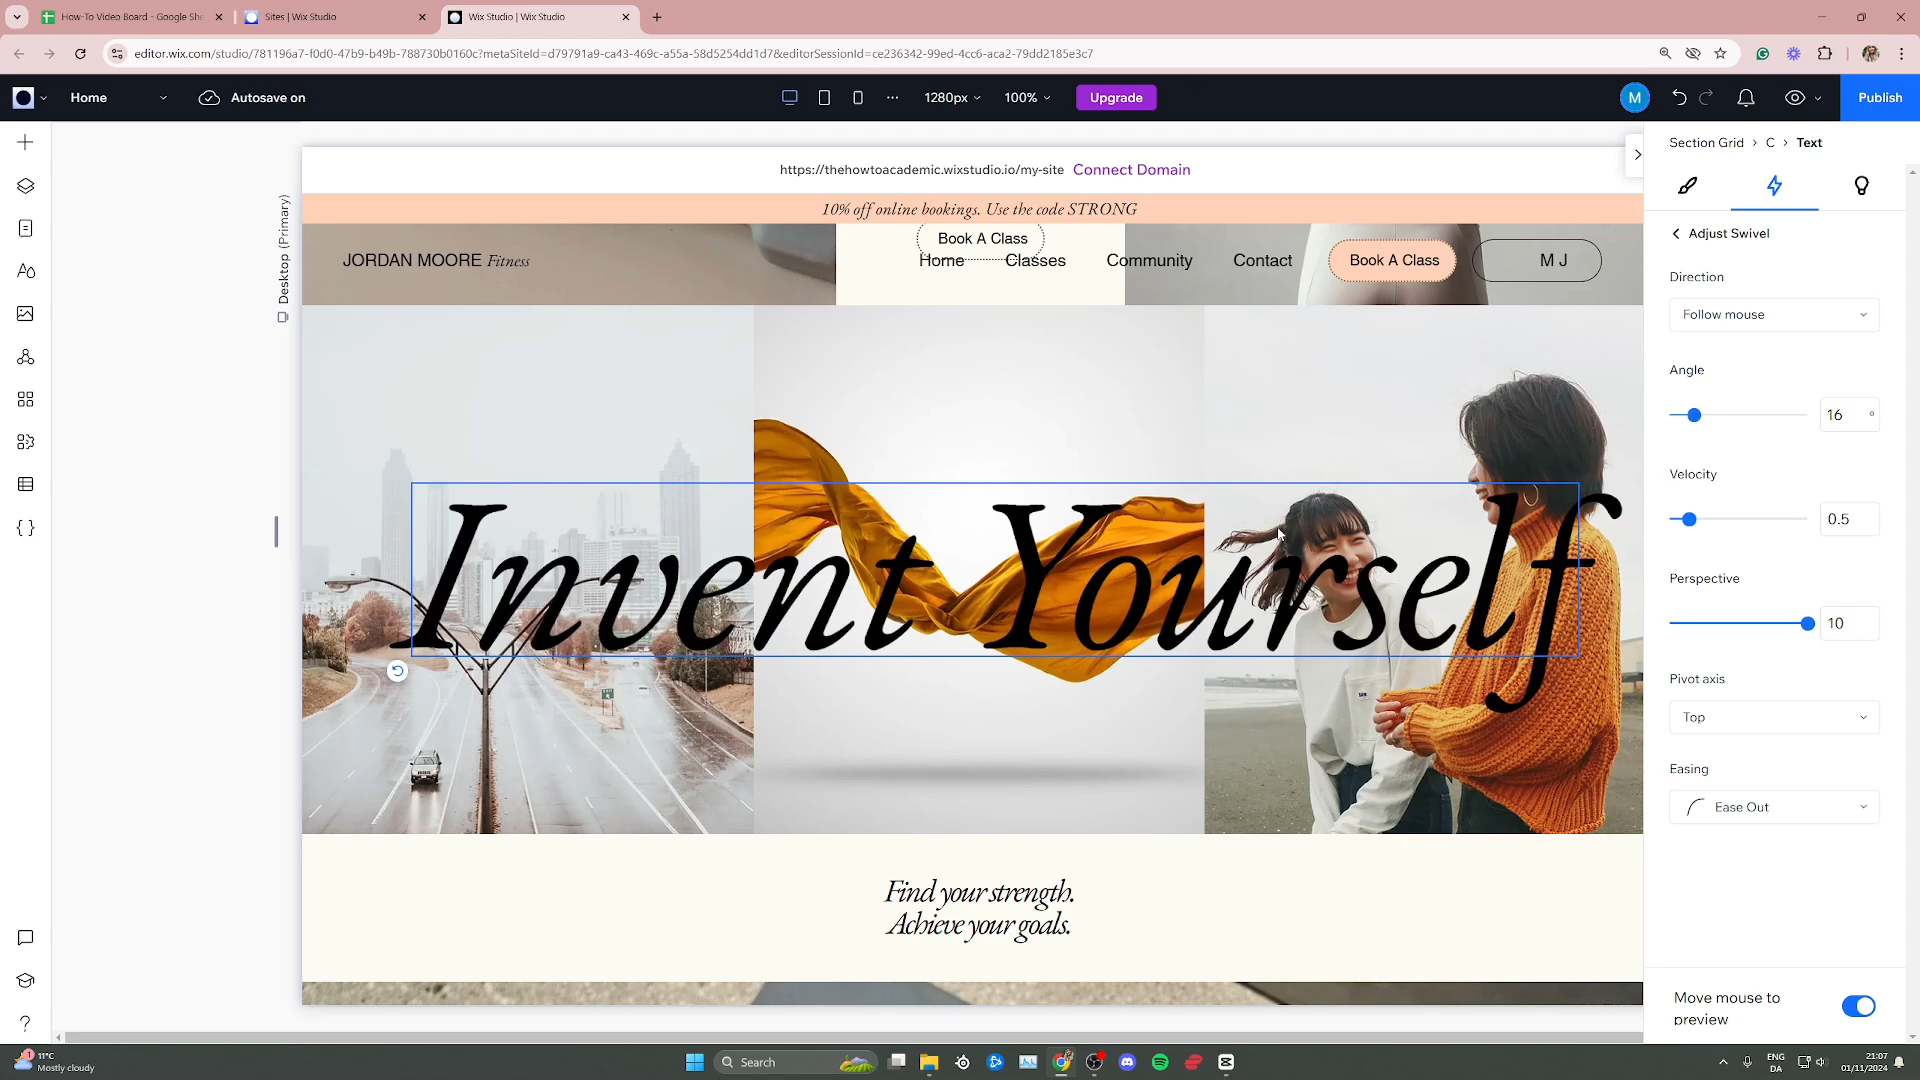 How-To Video Board - Google She
Sites | Wix Studio
Wix Studio | Wix Studio
editor.wix.com/studio/781196a7-f0d0-47b9-b49b-788730b0160c?metaSiteId=d79791a9-ca43-469c-a55a-58d5254dd1d7&editorSessionId=ce236342-99ed-4cc6-aca2-79dd2185e3c7
Home
Autosave on
1280px
100%
Upgrade
M
Publish
Section Grid > C > Text
https://thehowtoacademic.wixstudio.io/my-site Connect Domain
10% off online bookings. Use the code STRONG
Desktop (Primary)
Book A Class
JORDAN MOORE Fitness
Home
Classes
Community
Contact
Book A Class
M J
Invent Yourself
Find your strength.
Achieve your goals.
Adjust Swivel
Direction
Follow mouse
Angle
16 °
Velocity
0.5
Perspective
10
Pivot axis
Top
Easing
Ease Out
Move mouse to
preview
1
11°C
Mostly cloudy
Search
ENG
DA
21:07
01/11/2024